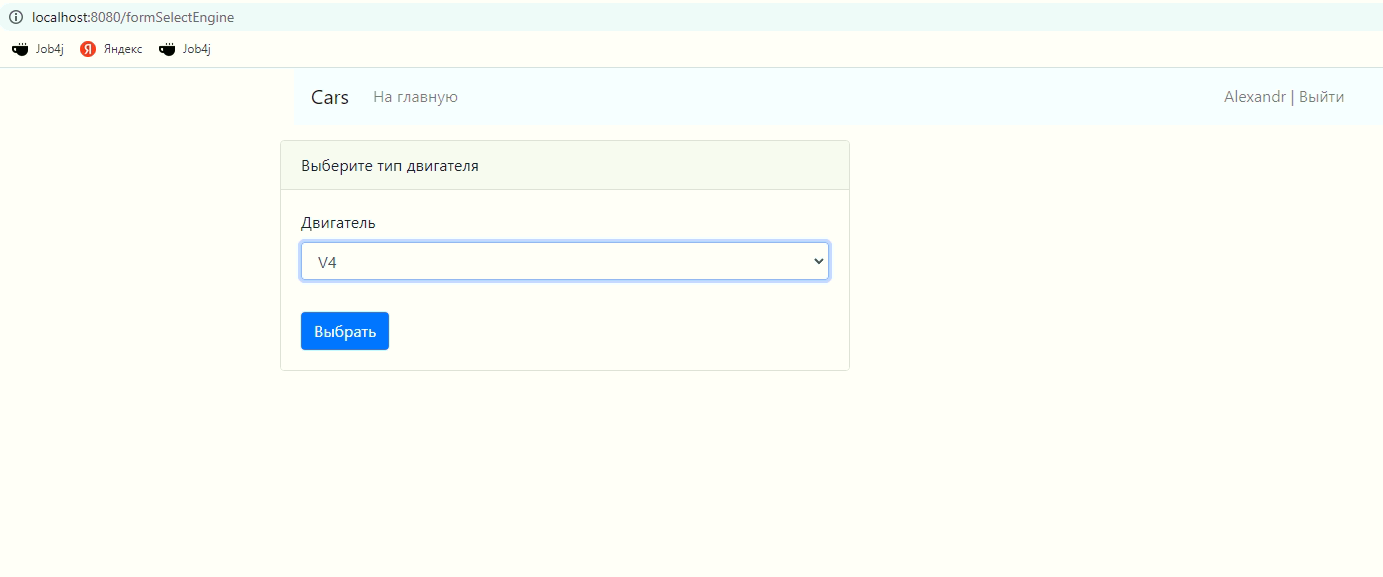 localhost:8080/formSelectEngine
Job4j Яндекс Job4j
Cars На главную Alexandr | Выйти
Выберите тип двигателя
Двигатель
V4
Выбрать